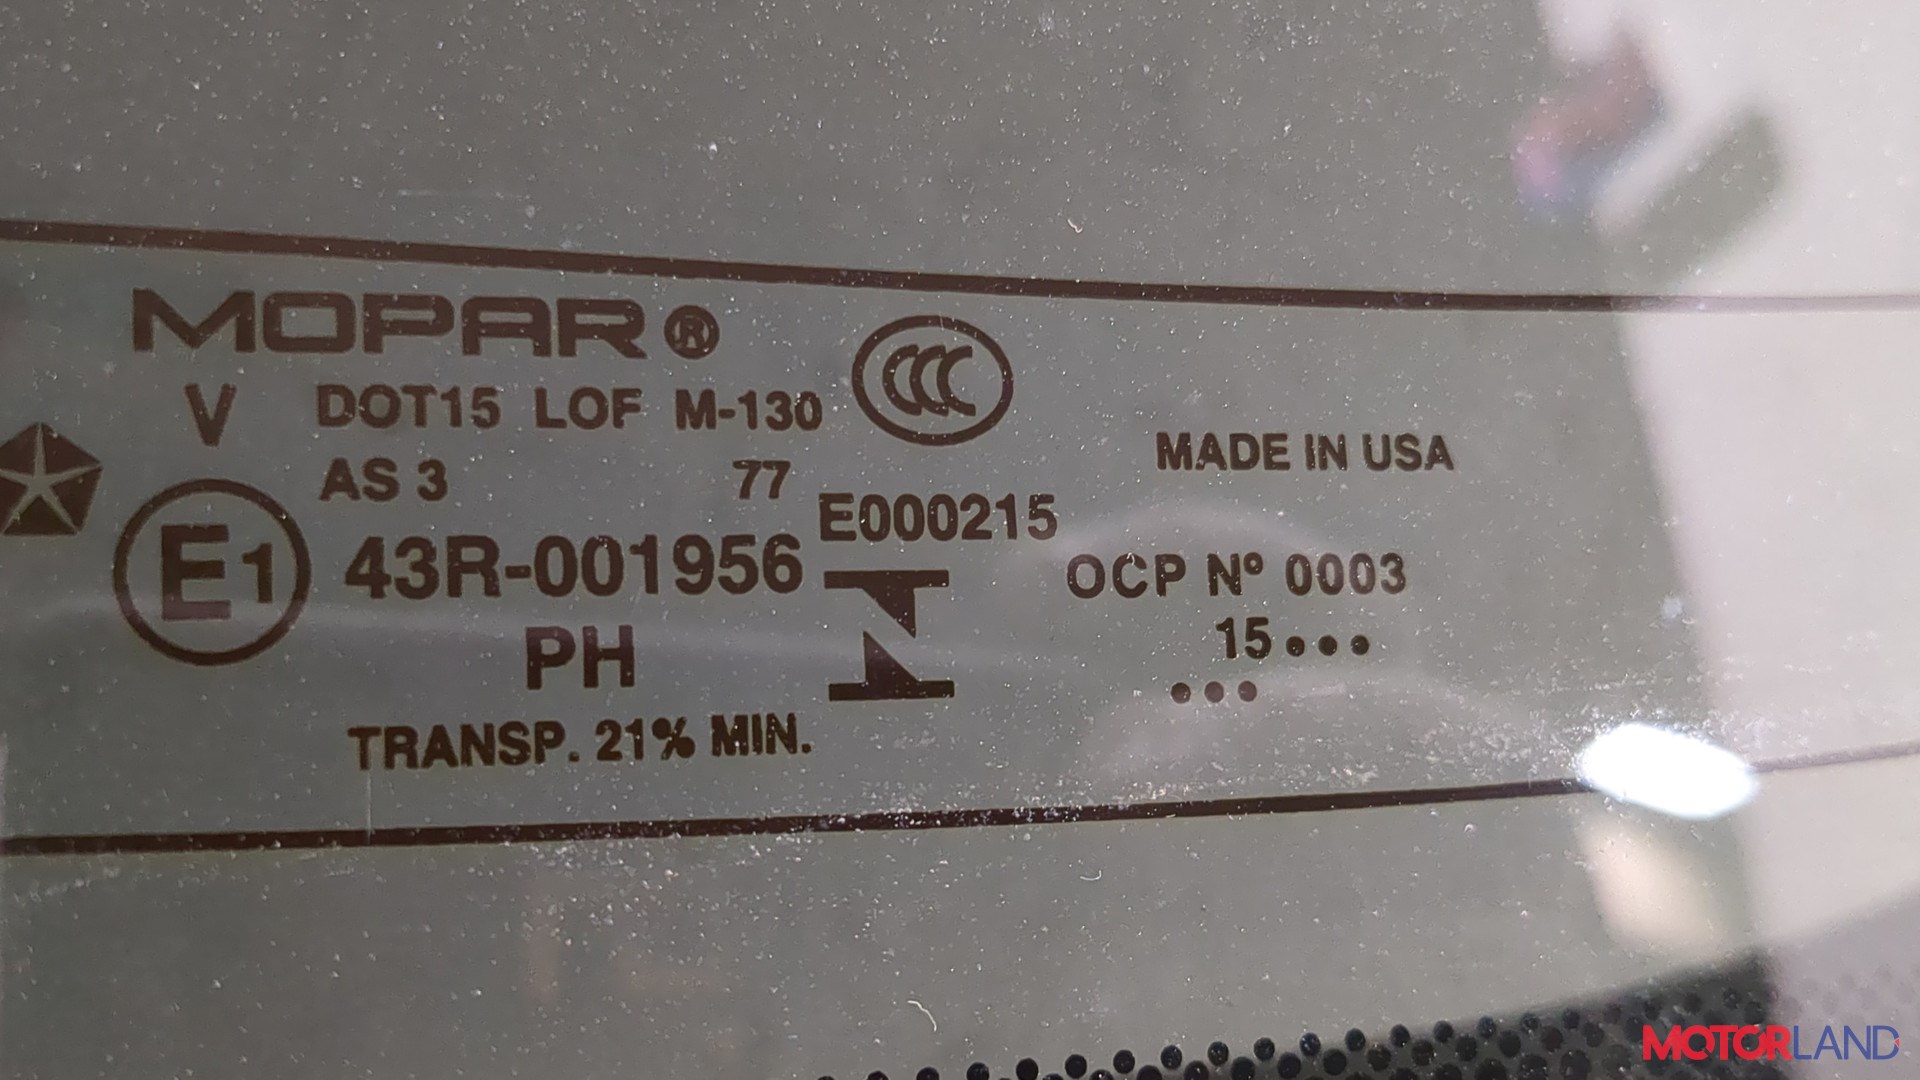 MOPAR®
CCC
V DOT15 LOF M-130
AS 3 77
MADE IN USA
E000215
E1 43R-001956
OCP Nº 0003
PH
15•••
•••
TRANSP. 21% MIN.
MOTORLAND